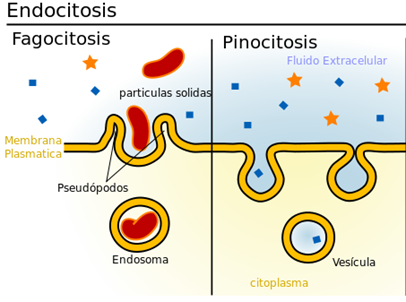 Endocitosis
Fagocitosis
Pinocitosis
Fluido Extracelular
particulas solidas
Membrana
Plasmatica
Pseudópodos
Endosoma
Vesícula
citoplasma